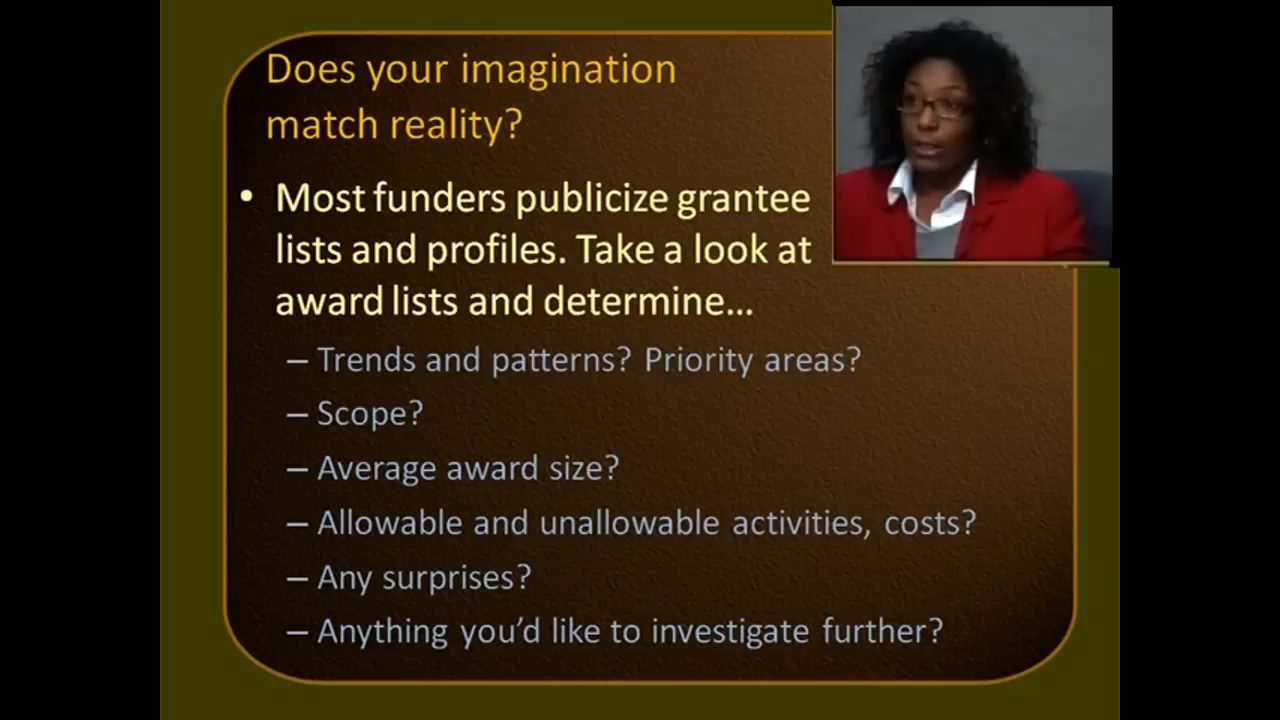 Does your imagination
match reality?
• Most funders publicize grantee
lists and profiles. Take a look at
award lists and determine...
– Trends and patterns? Priority areas?
– Scope?
– Average award size?
– Allowable and unallowable activities, costs?
– Any surprises?
– Anything you’d like to investigate further?